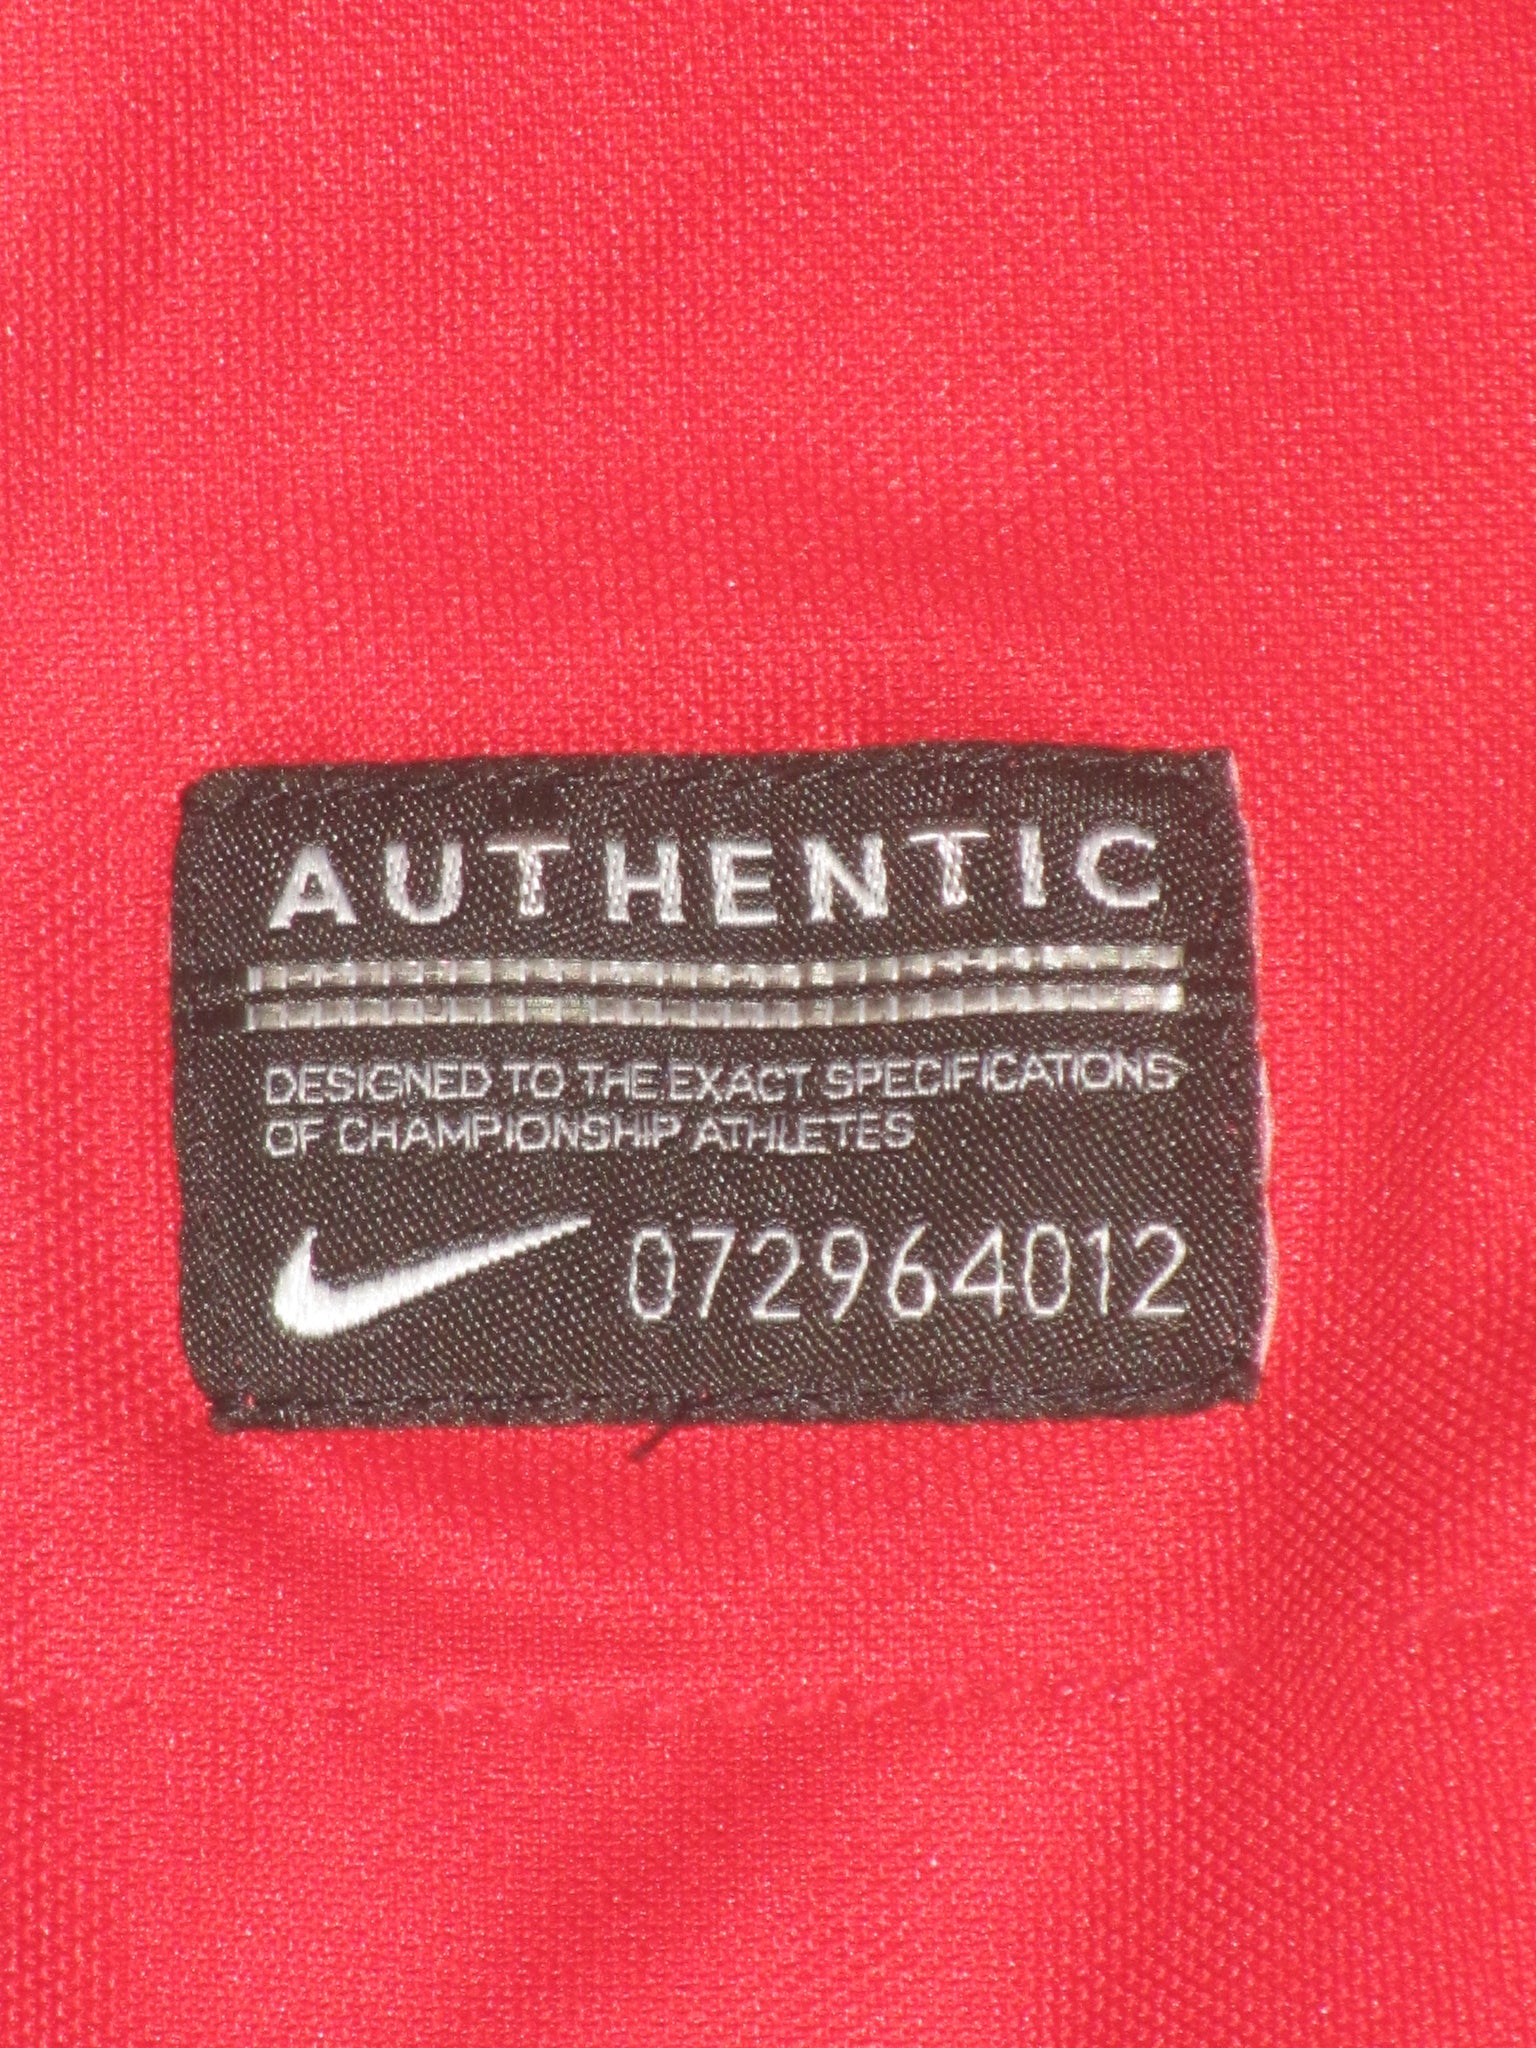 AUTHENTIC
DESIGNED TO THE EXACT SPECIFICATIONS
OF CHAMPIONSHIP ATHLETES
072964012